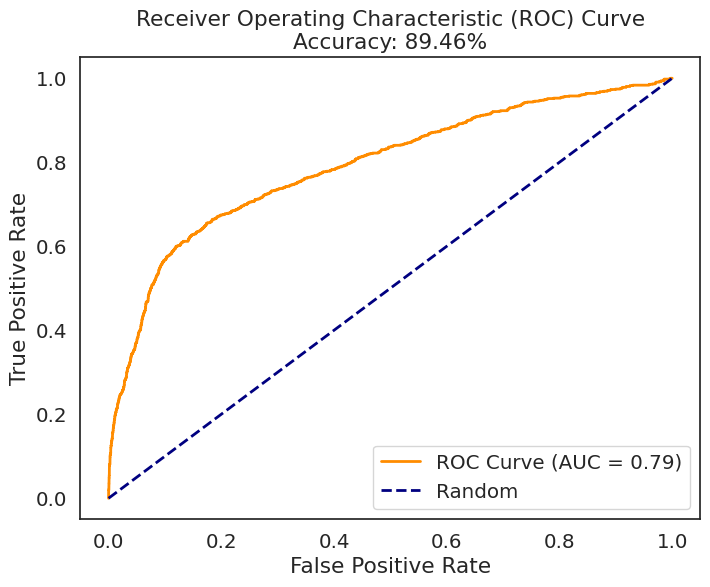 Receiver Operating Characteristic (ROC) Curve
Accuracy: 89.46%
True Positive Rate
1.0
0.8
0.6
0.4
0.2
0.0
ROC Curve (AUC = 0.79)
Random
0.0 0.2 0.4 0.6 0.8 1.0
False Positive Rate